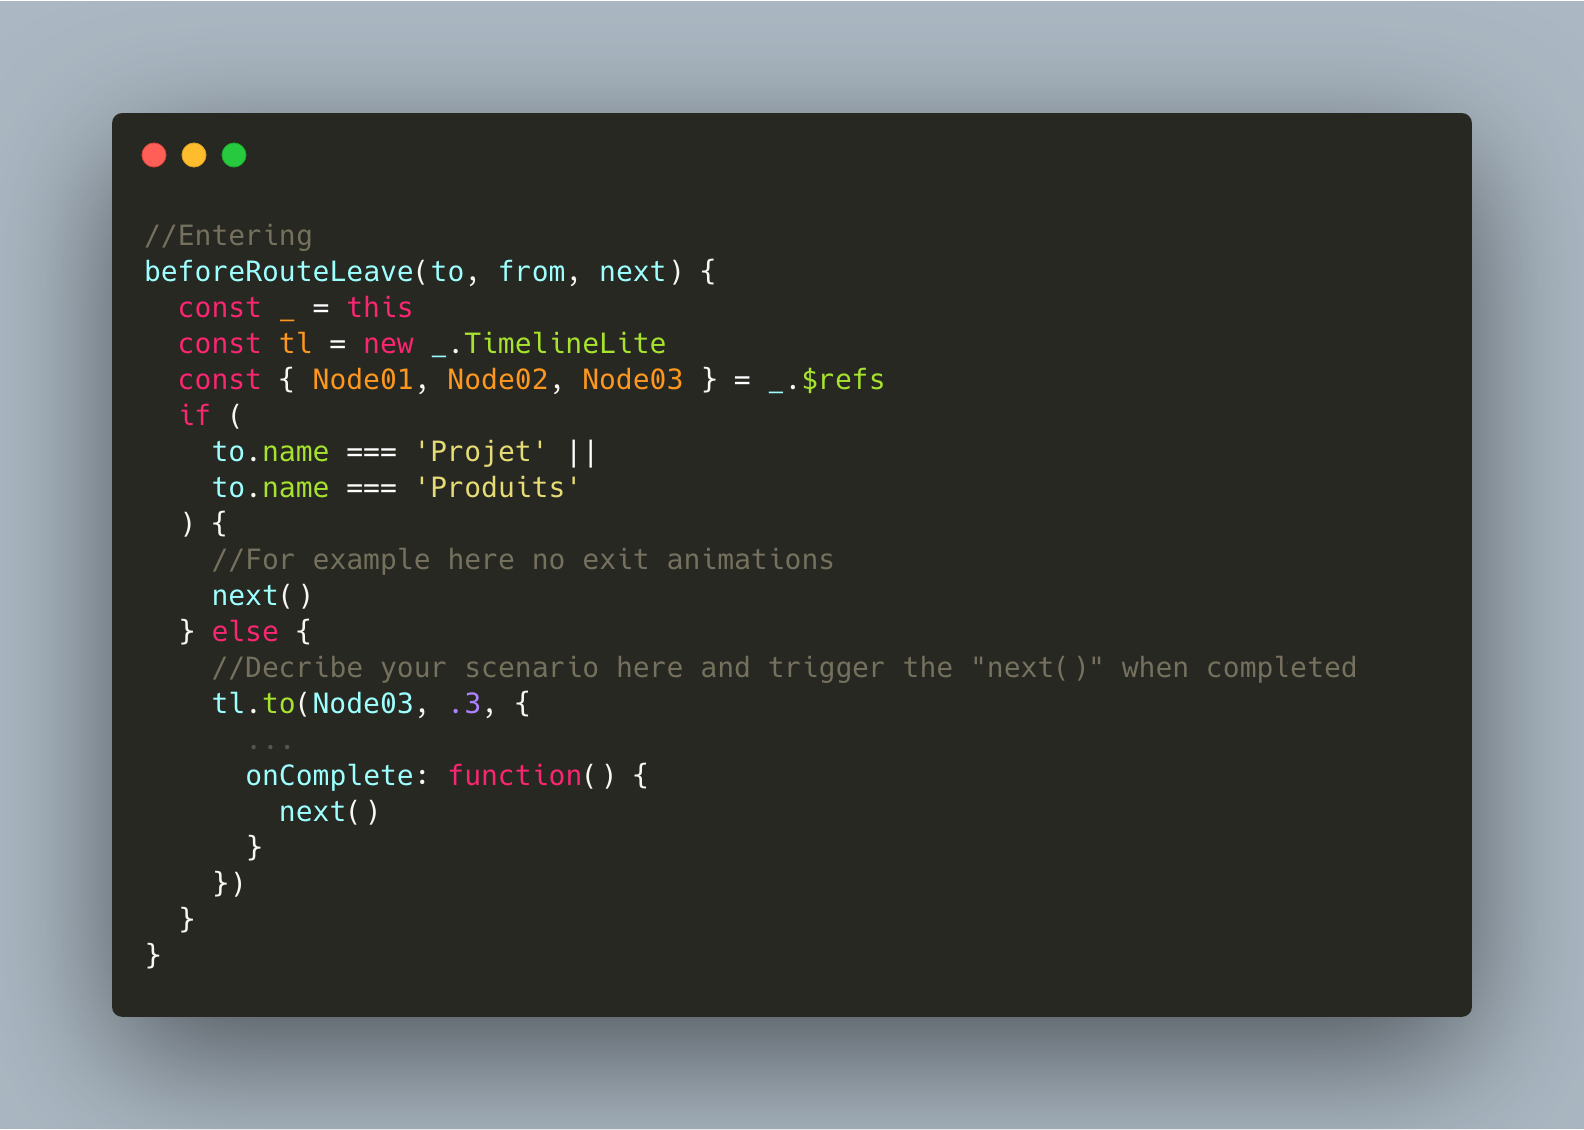 //Entering
beforeRouteLeave(to, from, next) {
  const _ = this
  const tl = new _.TimelineLite
  const { Node01, Node02, Node03 } = _.$refs
  if (
    to.name === 'Projet' ||
    to.name === 'Produits'
  ) {
    //For example here no exit animations
    next()
  } else {
    //Decribe your scenario here and trigger the "next()" when completed
    tl.to(Node03, .3, {
      ...
      onComplete: function() {
        next()
      }
    })
  }
}